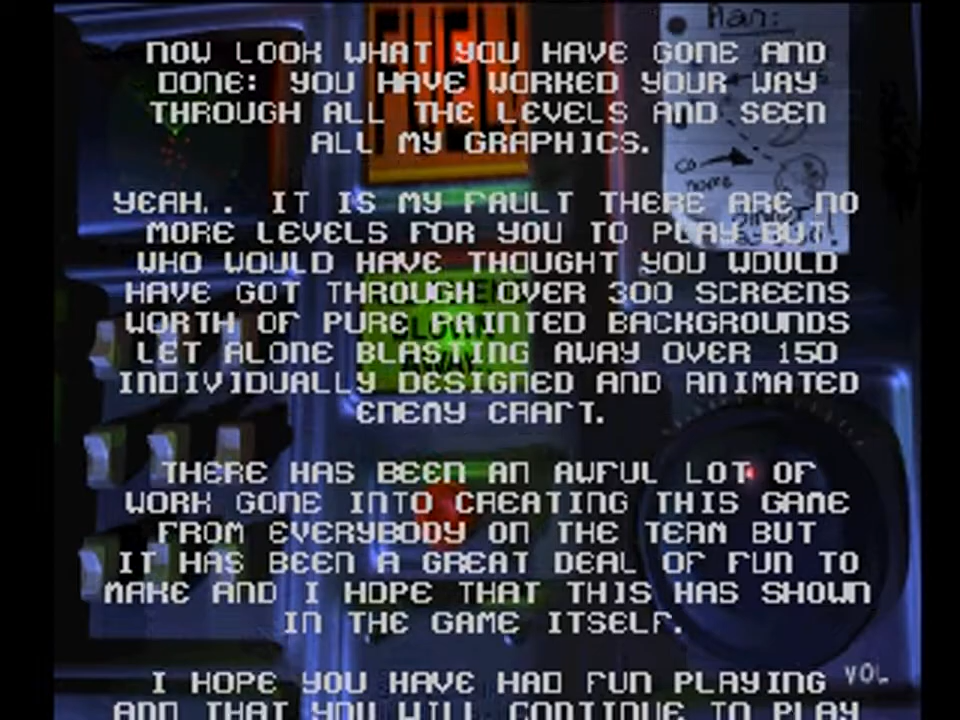 NOW LOOK WHAT YOU HAVE GONE AND
DONE: YOU HAVE WORKED YOUR WAY
THROUGH ALL THE LEVELS AND SEEN
ALL MY GRAPHICS.
YEAH.. IT IS MY FAULT THERE ARE NO
MORE LEVELS FOR YOU TO PLAY BUT
WHO WOULD HAVE THOUGHT YOU WOULD
HAVE GOT THROUGH OVER 300 SCREENS
WORTH OF PURE PAINTED BACKGROUNDS
LET ALONE BLASTING AWAY OVER 150
INDIVIDUALLY DESIGNED AND ANIMATED
ENEMY CRAFT.
THERE HAS BEEN AN AWFUL LOT OF
WORK GONE INTO CREATING THIS GAME
FROM EVERYBODY ON THE TEAM BUT
IT HAS BEEN A GREAT DEAL OF FUN TO
MAKE AND I HOPE THAT THIS HAS SHOWN
IN THE GAME ITSELF.
I HOPE YOU HAVE HAD FUN PLAYING
AND THAT YOU WILL CONTINUE TO PLAY
FUEL
Plan:
Go
home
VOL